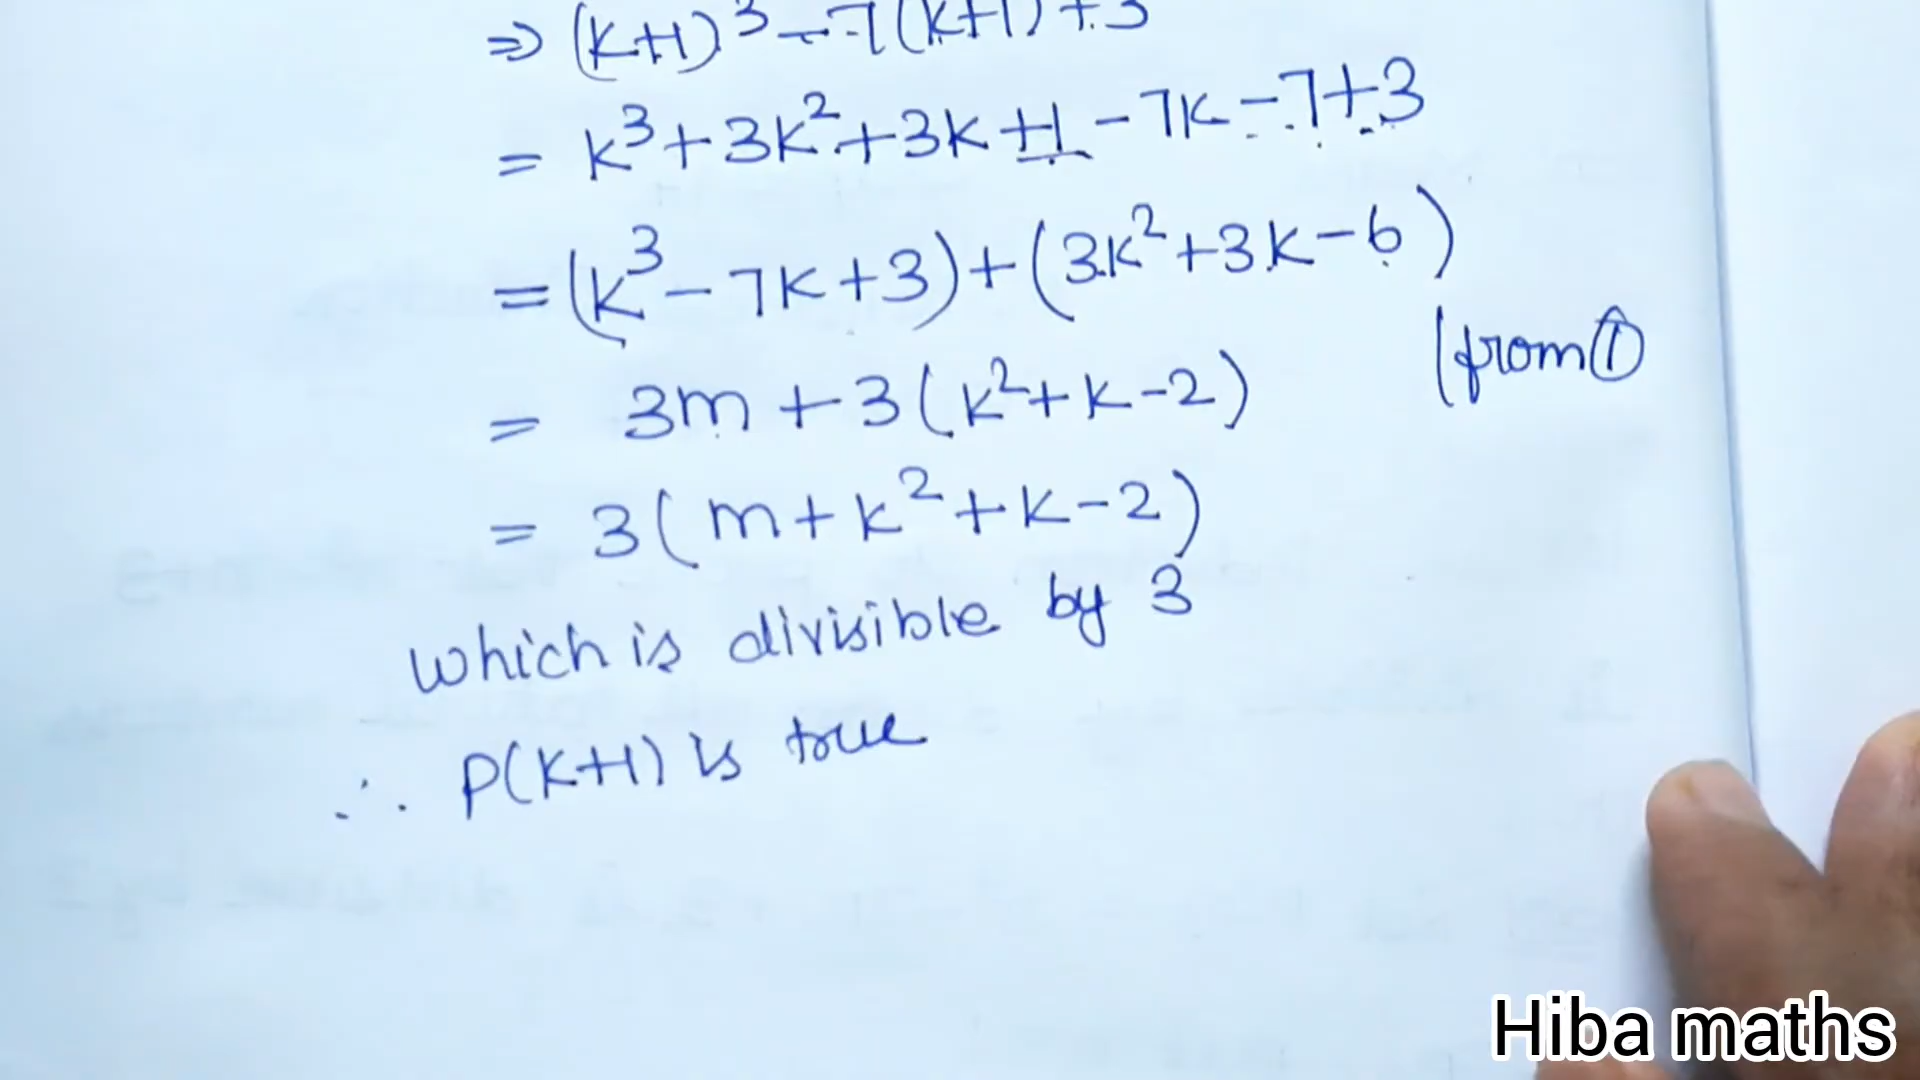 ⇒ (k+1)³ - 7(k+1) + 3
= k³ + 3k² + 3k + 1 - 7k - 7 + 3
= (k³ - 7k + 3) + (3k² + 3k - 6)
(from ①
= 3m + 3(k² + k - 2)
= 3(m + k² + k - 2)
which is divisible by 3
∴ P(k+1) is true
Hiba maths